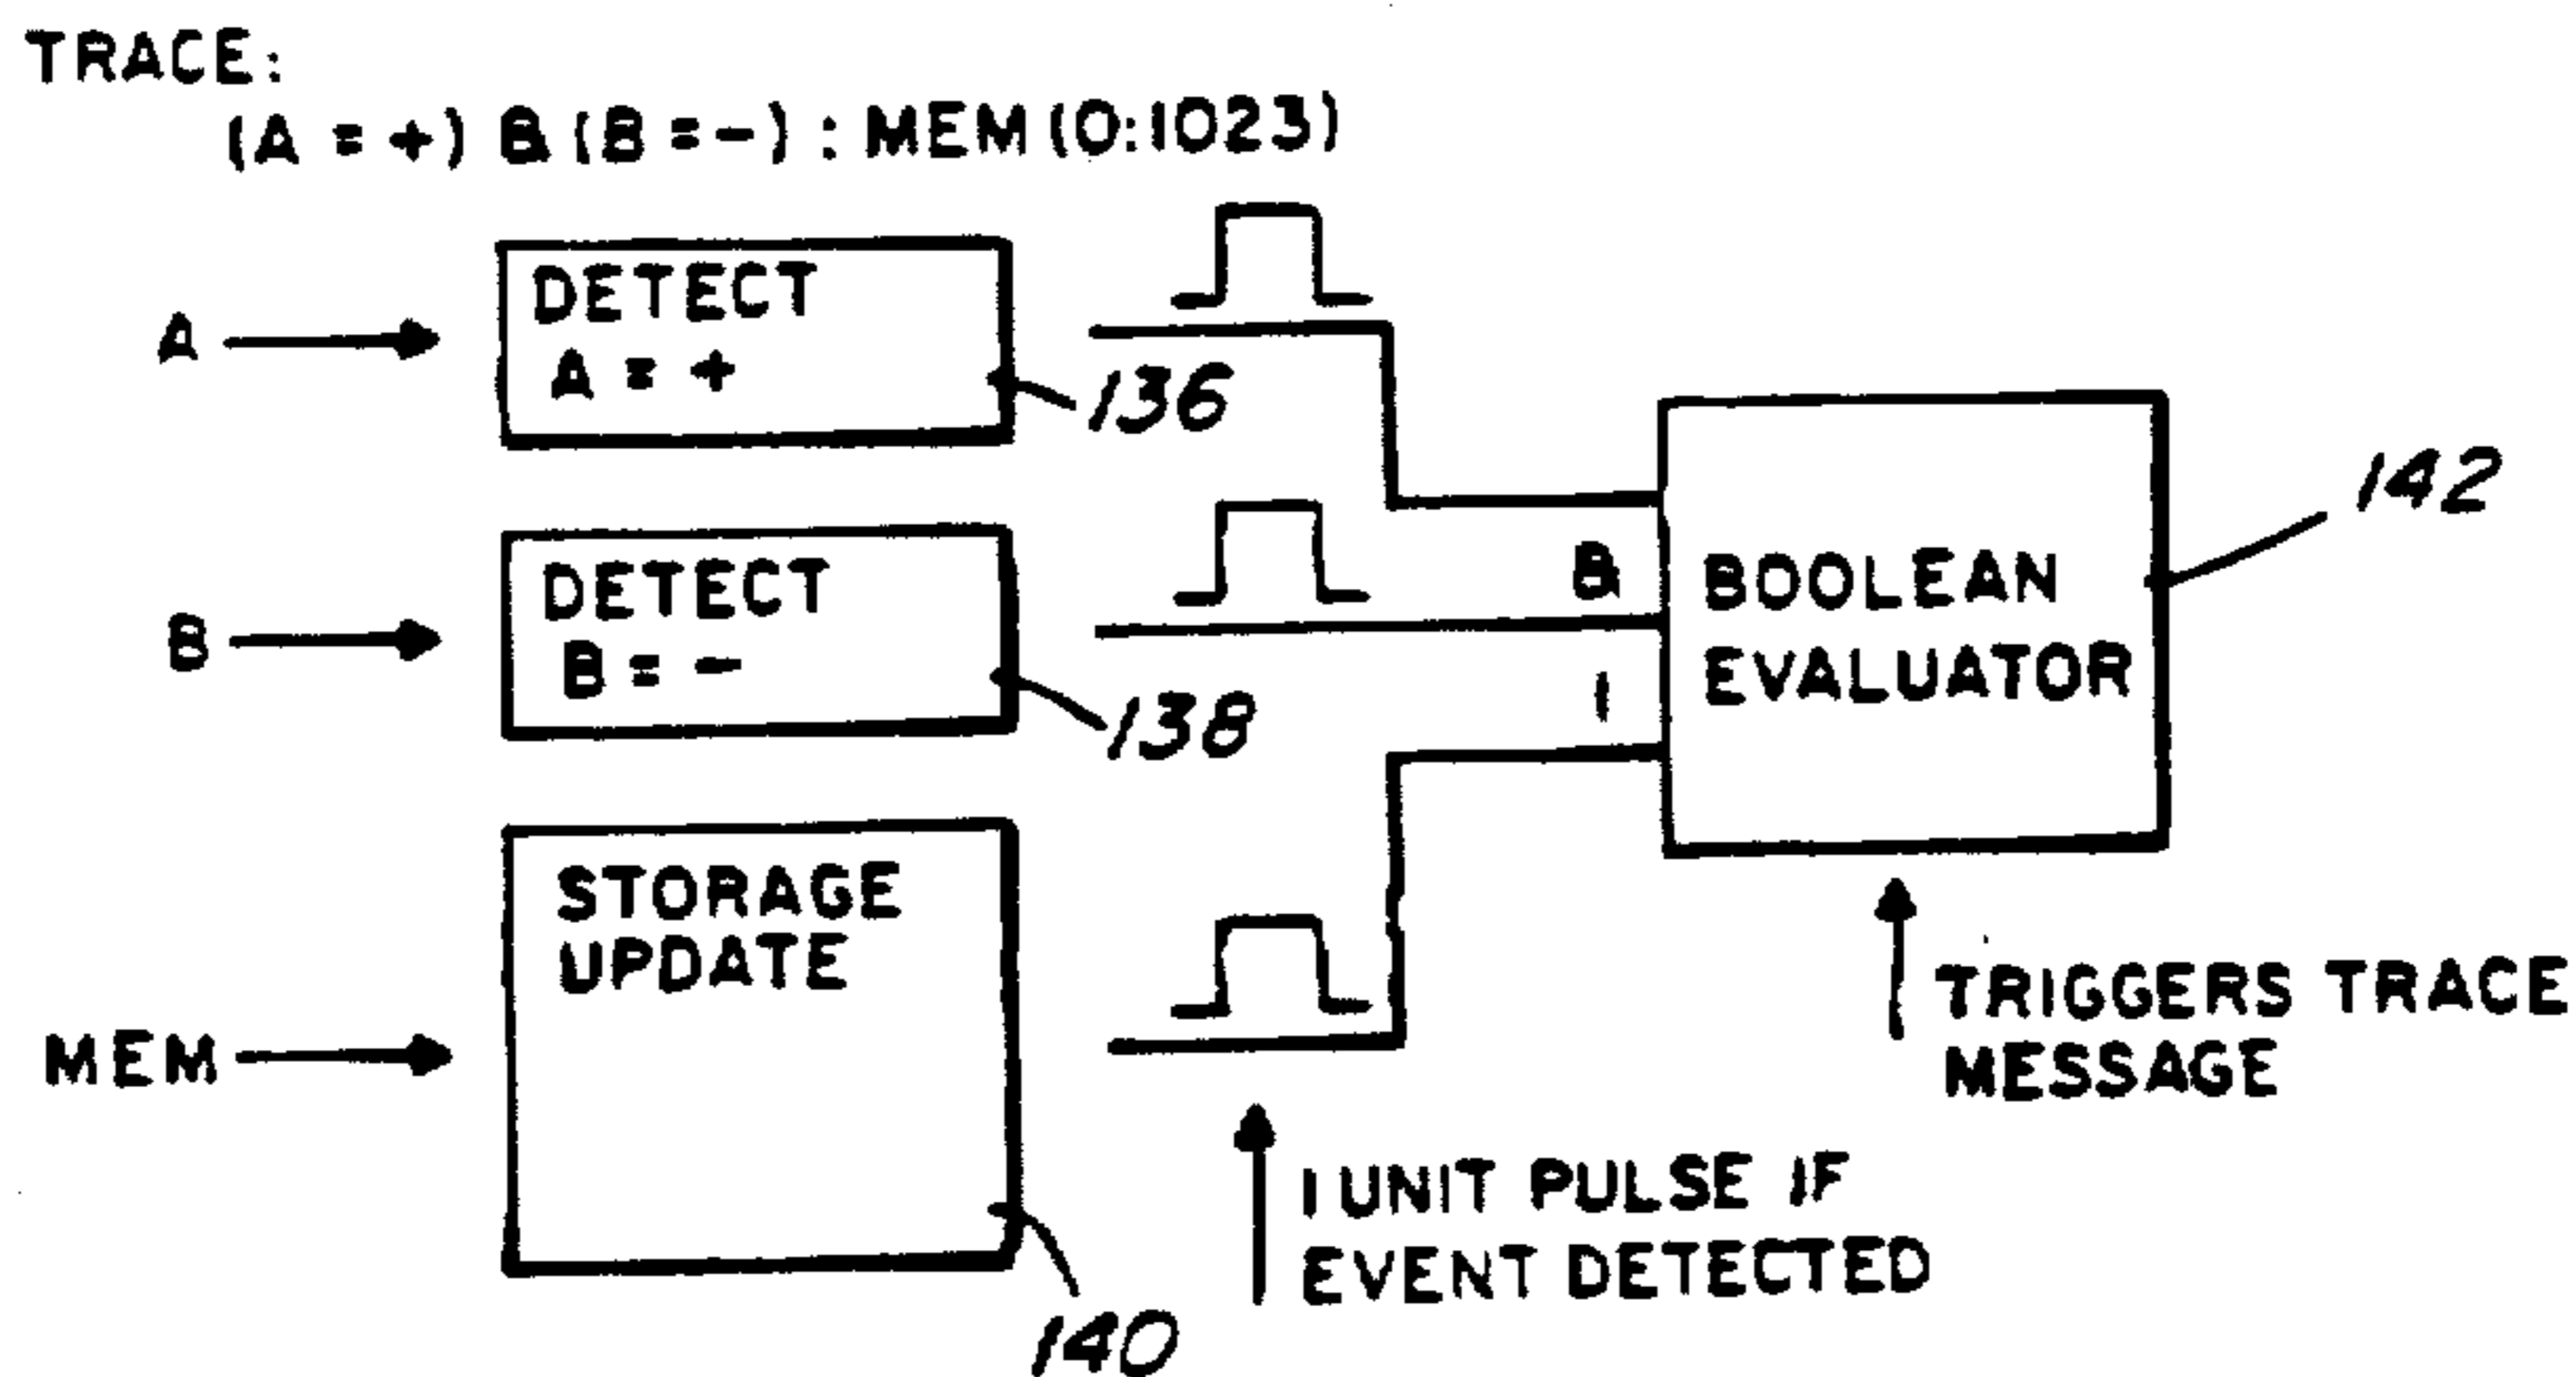 TRACE:
(A = +) & (B = -) : MEM (0:1023)
A
DETECT
A = +
136
B
DETECT
B = -
138
&
|
BOOLEAN
EVALUATOR
142
MEM
STORAGE
UPDATE
140
TRIGGERS TRACE
MESSAGE
1 UNIT PULSE IF
EVENT DETECTED